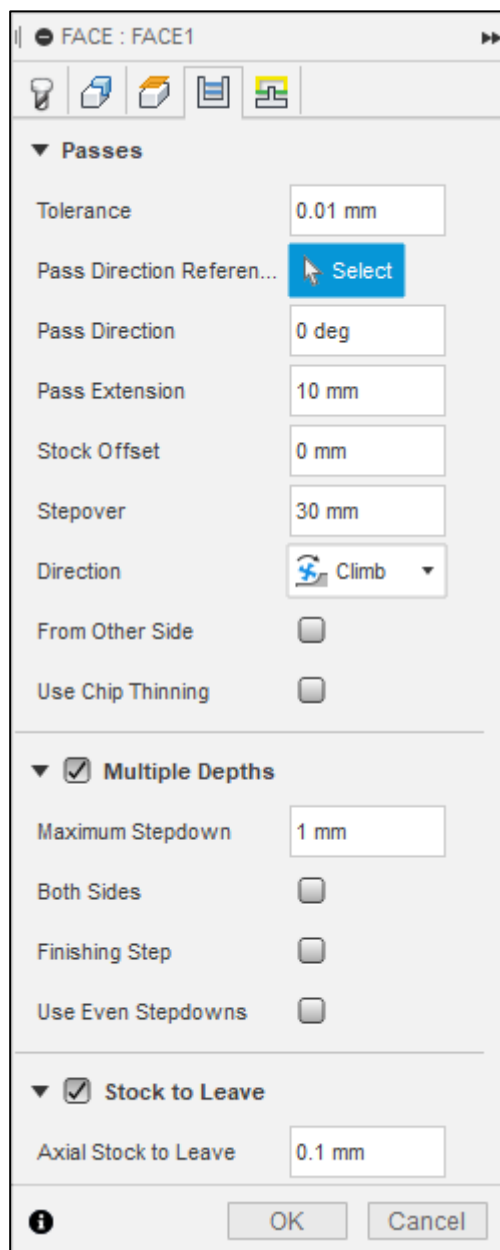 FACE : FACE1
Passes
Tolerance 0.01 mm
Pass Direction Referen... Select
Pass Direction 0 deg
Pass Extension 10 mm
Stock Offset 0 mm
Stepover 30 mm
Direction Climb
From Other Side
Use Chip Thinning
Multiple Depths
Maximum Stepdown 1 mm
Both Sides
Finishing Step
Use Even Stepdowns
Stock to Leave
Axial Stock to Leave 0.1 mm
OK Cancel